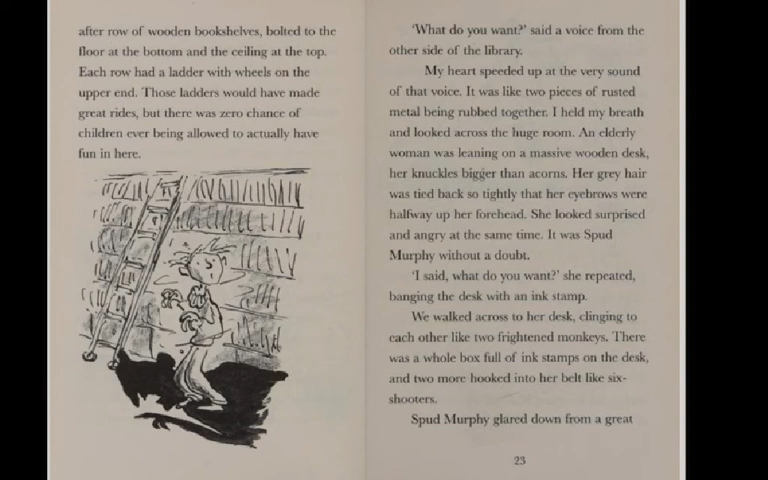 after row of wooden bookshelves, bolted to the
floor at the bottom and the ceiling at the top.
Each row had a ladder with wheels on the
upper end. Those ladders would have made
great rides, but there was zero chance of
children ever being allowed to actually have
fun in here.
'What do you want?' said a voice from the
other side of the library.
My heart speeded up at the very sound
of that voice. It was like two pieces of rusted
metal being rubbed together. I held my breath
and looked across the huge room. An elderly
woman was leaning on a massive wooden desk,
her knuckles bigger than acorns. Her grey hair
was tied back so tightly that her eyebrows were
halfway up her forehead. She looked surprised
and angry at the same time. It was Spud
Murphy without a doubt.
'I said, what do you want?' she repeated,
banging the desk with an ink stamp.
We walked across to her desk, clinging to
each other like two frightened monkeys. There
was a whole box full of ink stamps on the desk,
and two more hooked into her belt like six-
shooters.
Spud Murphy glared down from a great
23